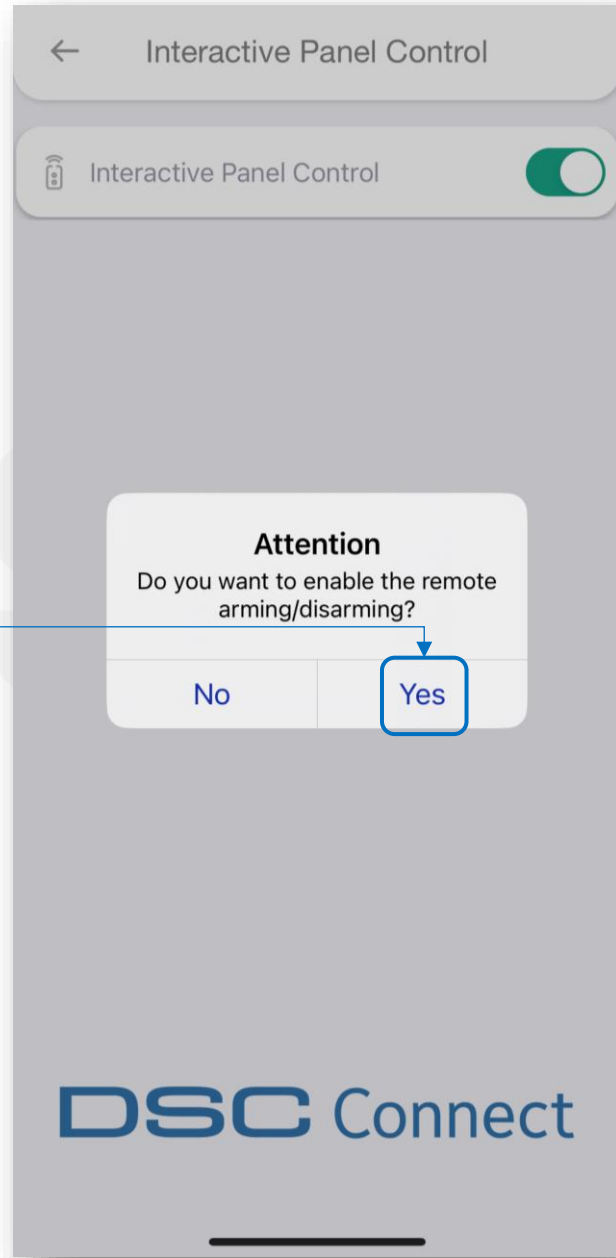 Interactive Panel Control
Interactive Panel Control
Attention
Do you want to enable the remote
arming/disarming?
No
Yes
DSC Connect